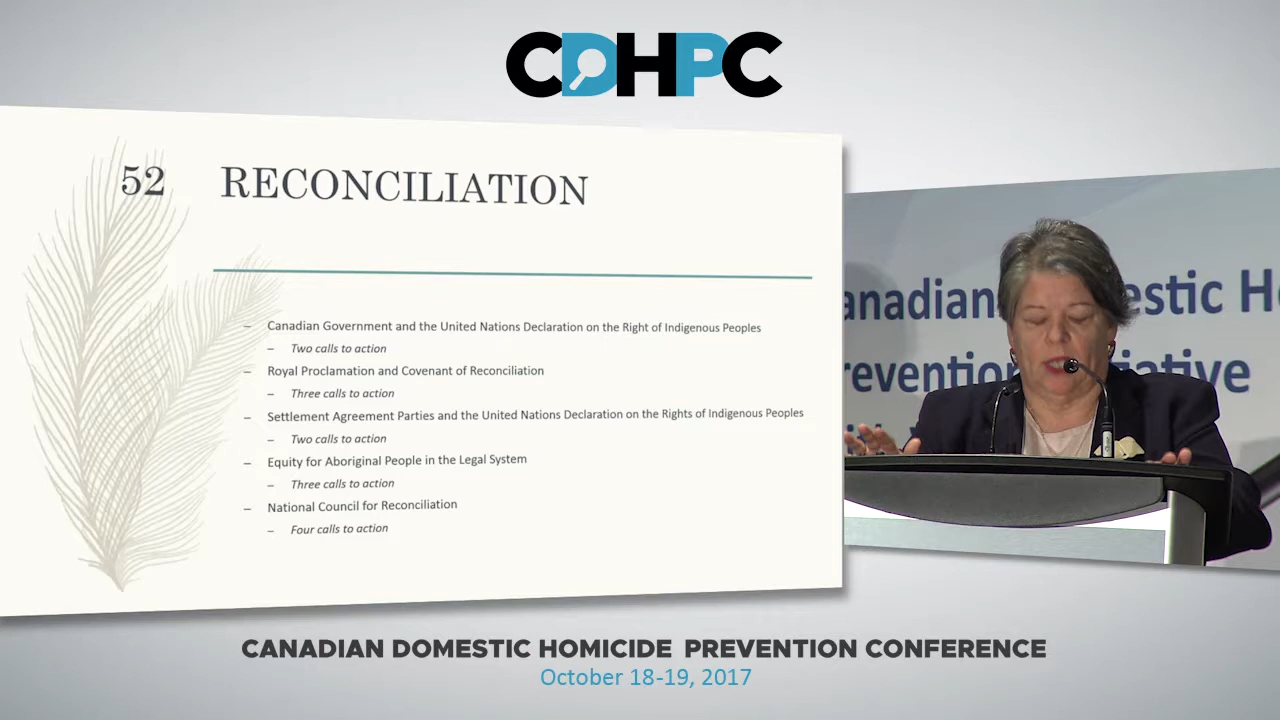 CDHPC
52 RECONCILIATION
– Canadian Government and the United Nations Declaration on the Right of Indigenous Peoples
– Two calls to action
– Royal Proclamation and Covenant of Reconciliation
– Three calls to action
– Settlement Agreement Parties and the United Nations Declaration on the Rights of Indigenous Peoples
– Two calls to action
– Equity for Aboriginal People in the Legal System
– Three calls to action
– National Council for Reconciliation
– Four calls to action
anadian estic H
reventio tiative
CANADIAN DOMESTIC HOMICIDE PREVENTION CONFERENCE
October 18-19, 2017